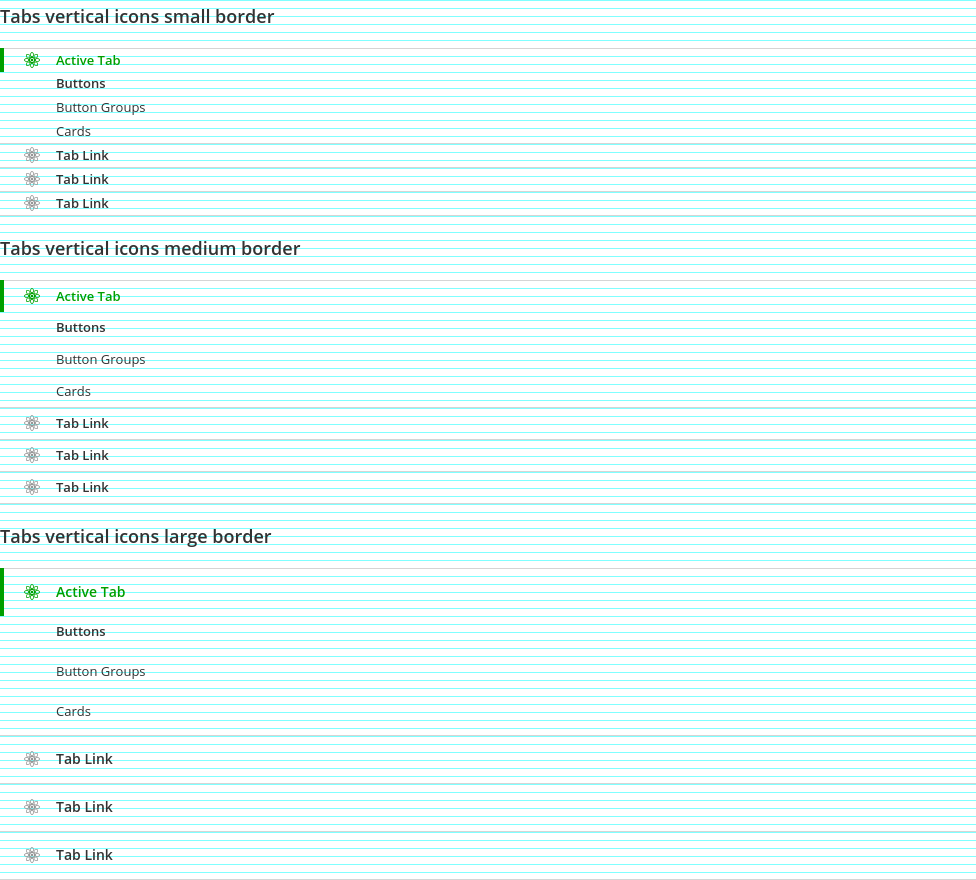 Tabs vertical icons small border
Active Tab
Buttons
Button Groups
Cards
Tab Link
Tab Link
Tab Link
Tabs vertical icons medium border
Active Tab
Buttons
Button Groups
Cards
Tab Link
Tab Link
Tab Link
Tabs vertical icons large border
Active Tab
Buttons
Button Groups
Cards
Tab Link
Tab Link
Tab Link